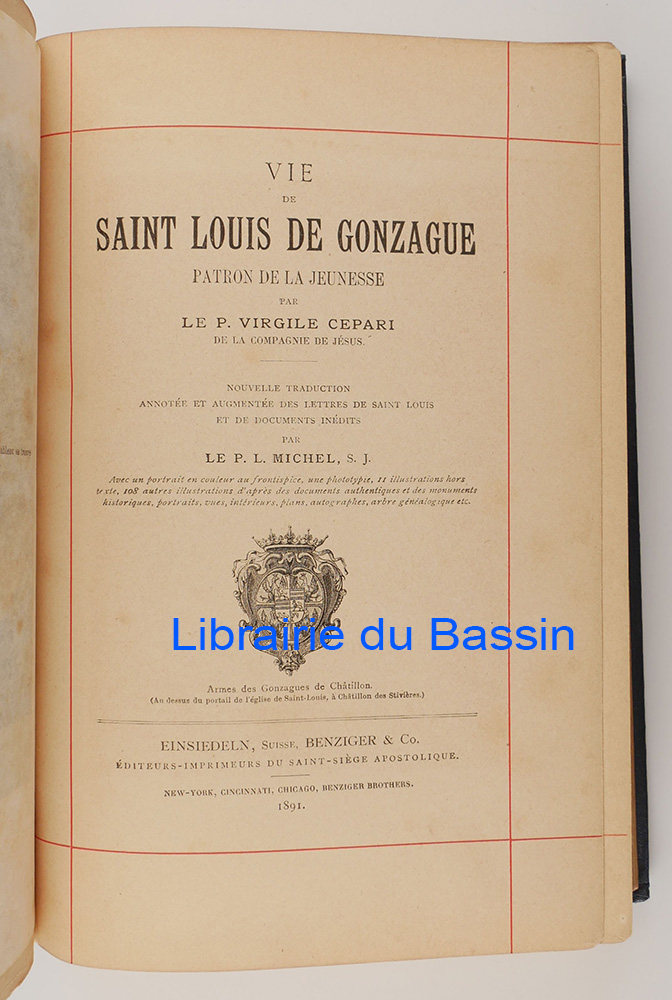 VIE
DE
SAINT LOUIS DE GONZAGUE
PATRON DE LA JEUNESSE
PAR
LE P. VIRGILE CEPARI
DE LA COMPAGNIE DE JÉSUS.
NOUVELLE TRADUCTION
ANNOTÉE ET AUGMENTÉE DES LETTRES DE SAINT LOUIS
ET DE DOCUMENTS INÉDITS
PAR
LE P. L. MICHEL, S. J.
Avec un portrait en couleur au frontispice, une phototypie, 11 illustrations hors
texte, 108 autres illustrations d'après des documents authentiques et des monuments
historiques, portraits, vues, intérieurs, plans, autographes, arbre généalogique etc.
Librairie du Bassin
Armes des Gonzagues de Châtillon.
(Au dessus du portail de l'église de Saint-Louis, à Châtillon des Stivières.)
EINSIEDELN, SUISSE, BENZIGER & CO.
ÉDITEURS-IMPRIMEURS DU SAINT-SIÈGE APOSTOLIQUE.
NEW-YORK, CINCINNATI, CHICAGO, BENZIGER BROTHERS.
1891.